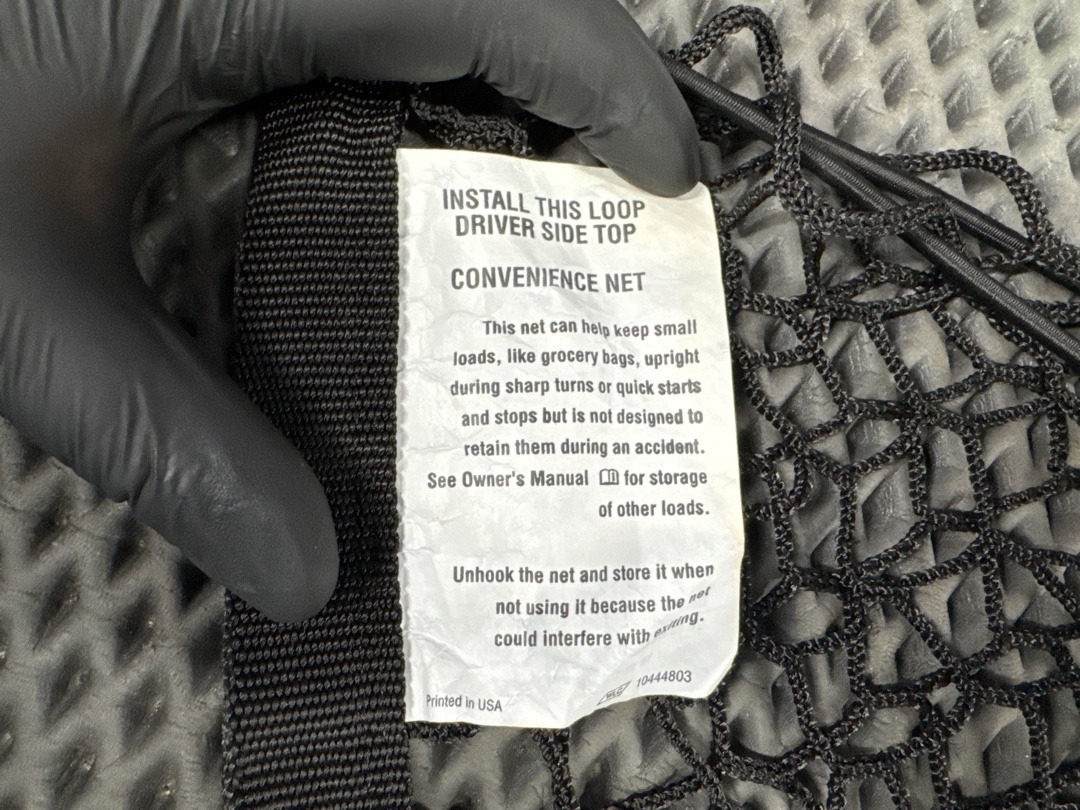 INSTALL THIS LOOP
DRIVER SIDE TOP
CONVENIENCE NET
This net can help keep small
loads, like grocery bags, upright
during sharp turns or quick starts
and stops but is not designed to
retain them during an accident.
See Owner's Manual for storage
of other loads.
Unhook the net and store it when
not using it because the net
could interfere with exiting.
Printed in USA
10444803